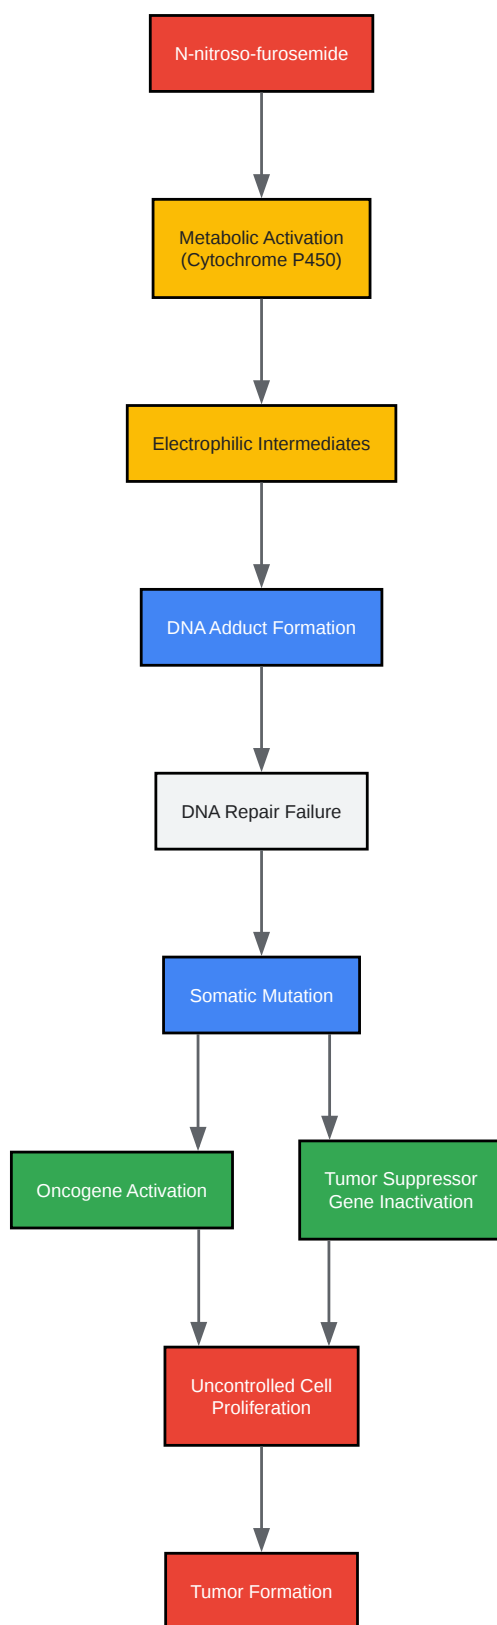 N-nitroso-furosemide
Metabolic Activation
(Cytochrome P450)
Electrophilic Intermediates
DNA Adduct Formation
DNA Repair Failure
Somatic Mutation
Oncogene Activation
Tumor Suppressor
Gene Inactivation
Uncontrolled Cell
Proliferation
Tumor Formation